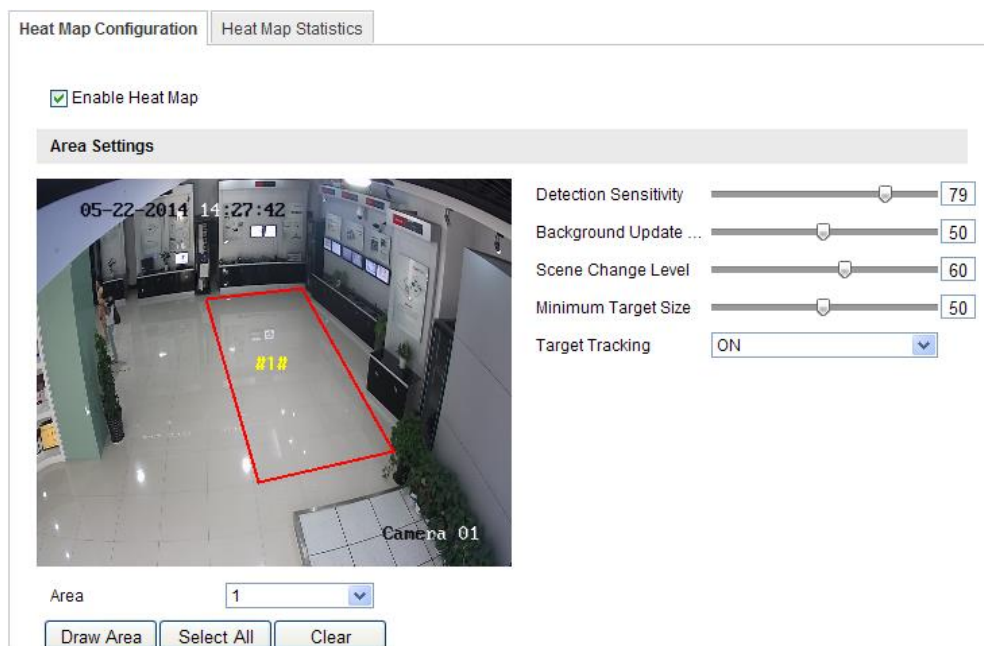 Heat Map Configuration Heat Map Statistics
Enable Heat Map
Area Settings
05-22-2014 14:27:42
#1#
Camera 01
Detection Sensitivity 79
Background Update ... 50
Scene Change Level 60
Minimum Target Size 50
Target Tracking ON
Area 1
Draw Area Select All Clear